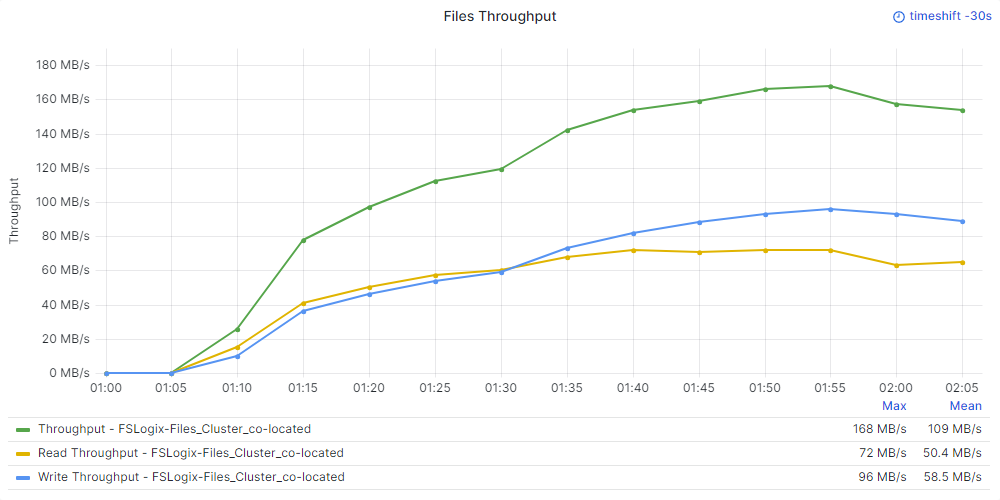 Files Throughput
timeshift -30s
Throughput
180 MB/s
160 MB/s
140 MB/s
120 MB/s
100 MB/s
80 MB/s
60 MB/s
40 MB/s
20 MB/s
0 MB/s
01:00 01:05 01:10 01:15 01:20 01:25 01:30 01:35 01:40 01:45 01:50 01:55 02:00 02:05
Max Mean
Throughput - FSLogix-Files_Cluster_co-located 168 MB/s 109 MB/s
Read Throughput - FSLogix-Files_Cluster_co-located 72 MB/s 50.4 MB/s
Write Throughput - FSLogix-Files_Cluster_co-located 96 MB/s 58.5 MB/s